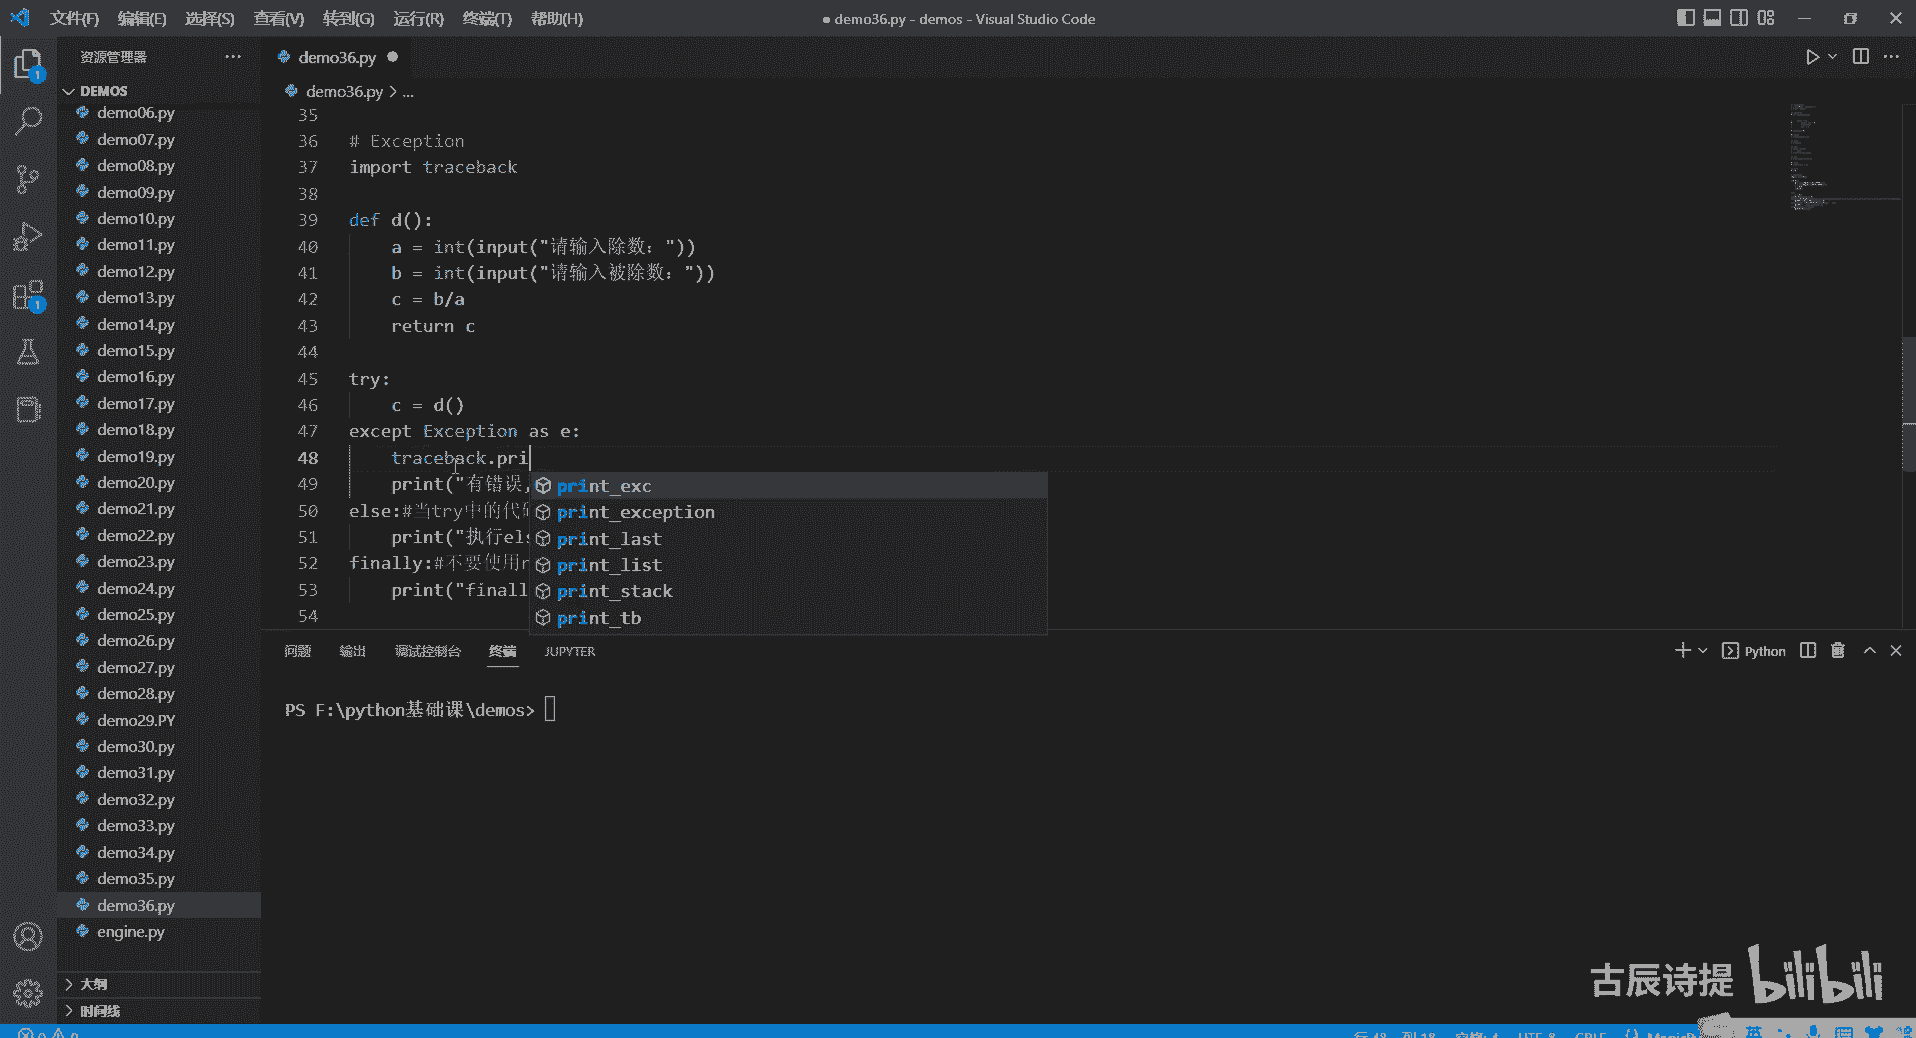 文件(F) 编辑(E) 选择(S) 查看(V) 转到(G) 运行(R) 终端(T) 帮助(H)
● demo36.py - demos - Visual Studio Code
资源管理器 ···
demo36.py ●
DEMOS
demo36.py > ...
demo06.py
demo07.py
demo08.py
demo09.py
demo10.py
demo11.py
demo12.py
demo13.py
demo14.py
demo15.py
demo16.py
demo17.py
demo18.py
demo19.py
demo20.py
demo21.py
demo22.py
demo23.py
demo24.py
demo25.py
demo26.py
demo27.py
demo28.py
demo29.PY
demo30.py
demo31.py
demo32.py
demo33.py
demo34.py
demo35.py
demo36.py
engine.py
大纲
时间线
1
1
35
36 # Exception
37 import traceback
38
39 def d():
40 a = int(input("请输入除数："))
41 b = int(input("请输入被除数："))
42 c = b/a
43 return c
44
45 try:
46 c = d()
47 except Exception as e:
48 traceback.pri
49 print("有错误,
50 else:#当try中的代码
51 print("执行els
52 finally:#不要使用r
53 print("finall
54
print_exc
print_exception
print_last
print_list
print_stack
print_tb
问题 输出 调试控制台 终端 JUPYTER
Python
PS F:\python基础课\demos>
古辰诗提 bilibili
英